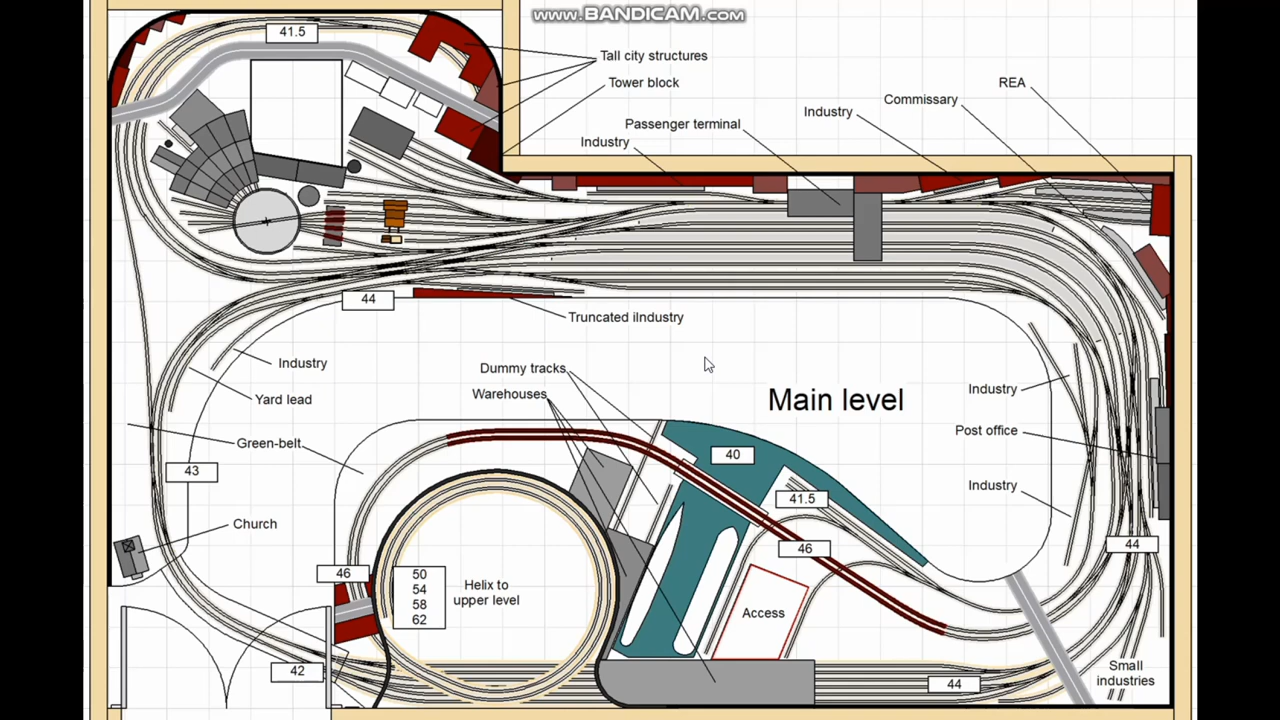 www.BANDICAM.com
41.5
Tall city structures
Tower block
REA
Commissary
Industry
Passenger terminal
Industry
44
Truncated iIndustry
Industry
Dummy tracks
Warehouses
Yard lead
Main level
Industry
Post office
Green-belt
40
43
41.5
Industry
Church
46
44
46
50
54
58
62
Helix to
upper level
Access
42
44
Small
industries